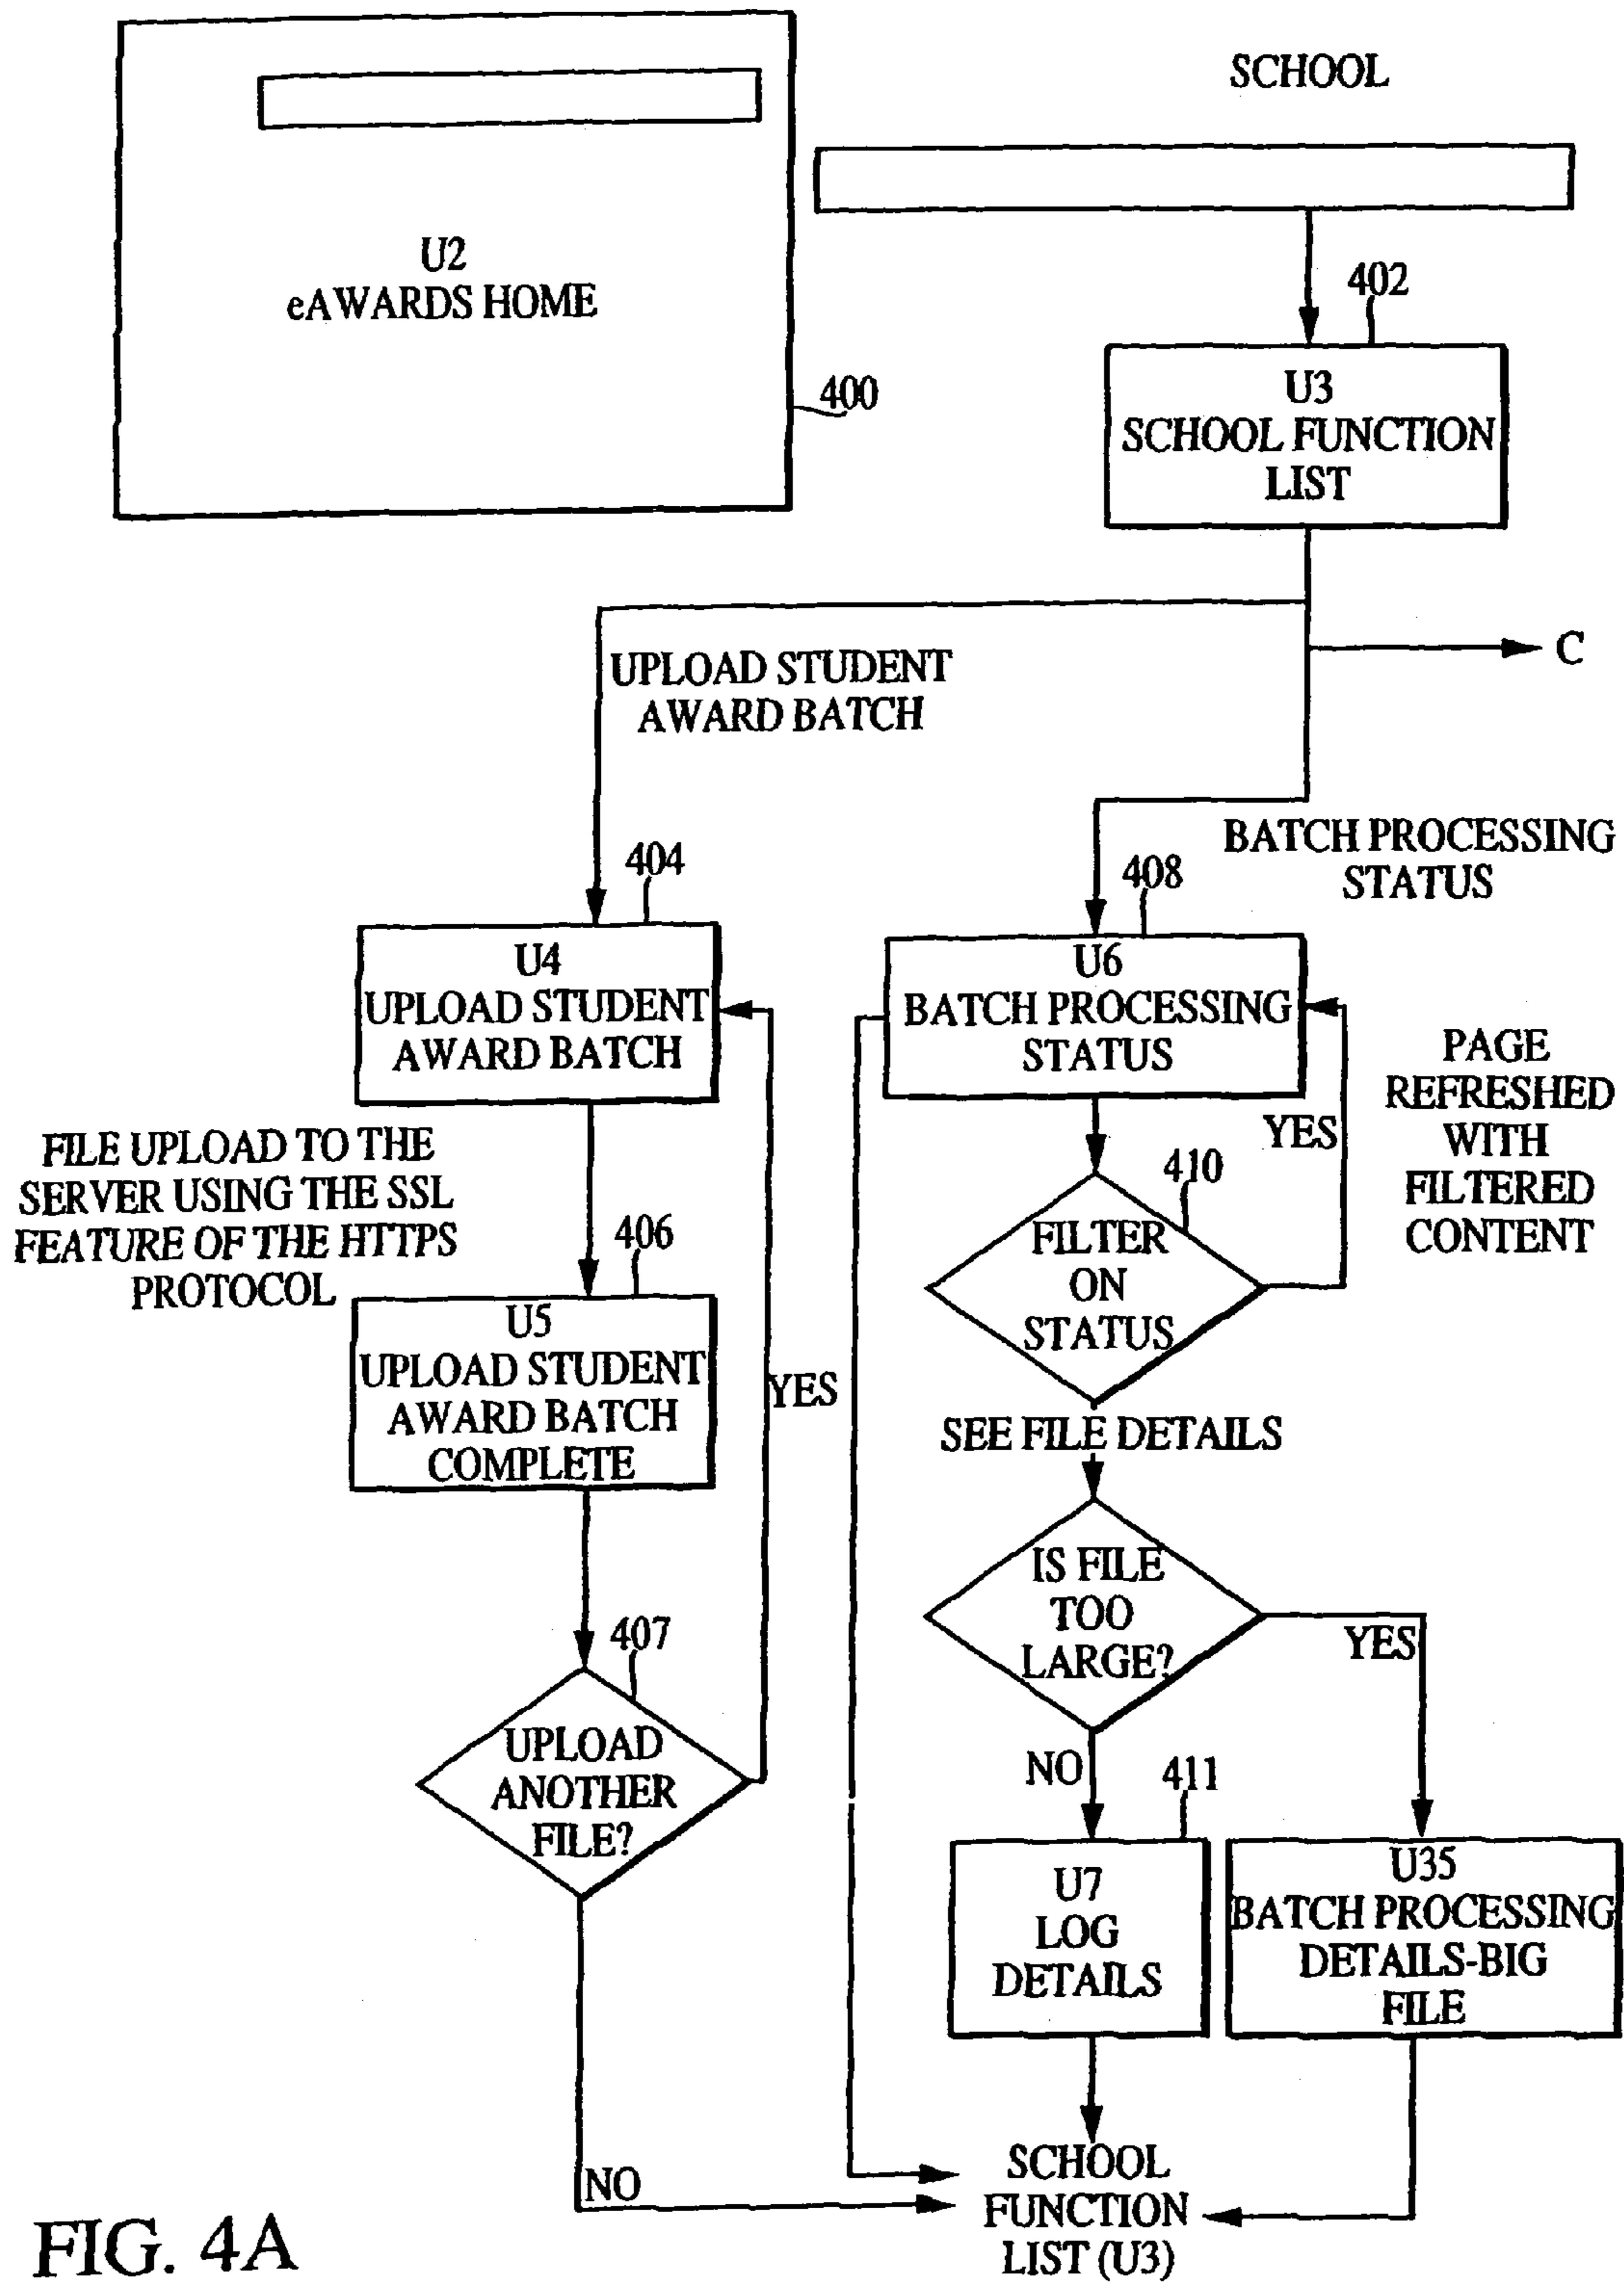 SCHOOL
U2
eAWARDS HOME
400
402
U3
SCHOOL FUNCTION
LIST
C
UPLOAD STUDENT
AWARD BATCH
BATCH PROCESSING
STATUS
404
U4
UPLOAD STUDENT
AWARD BATCH
408
U6
BATCH PROCESSING
STATUS
PAGE
REFRESHED
WITH
FILTERED
CONTENT
YES
FILE UPLOAD TO THE
SERVER USING THE SSL
FEATURE OF THE HTTPS
PROTOCOL
410
FILTER
ON
STATUS
406
U5
UPLOAD STUDENT
AWARD BATCH
COMPLETE
YES
SEE FILE DETAILS
IS FILE
TOO
LARGE?
YES
NO
407
UPLOAD
ANOTHER
FILE?
411
U7
LOG
DETAILS
U35
BATCH PROCESSING
DETAILS-BIG
FILE
NO
SCHOOL
FUNCTION
LIST (U3)
FIG. 4A